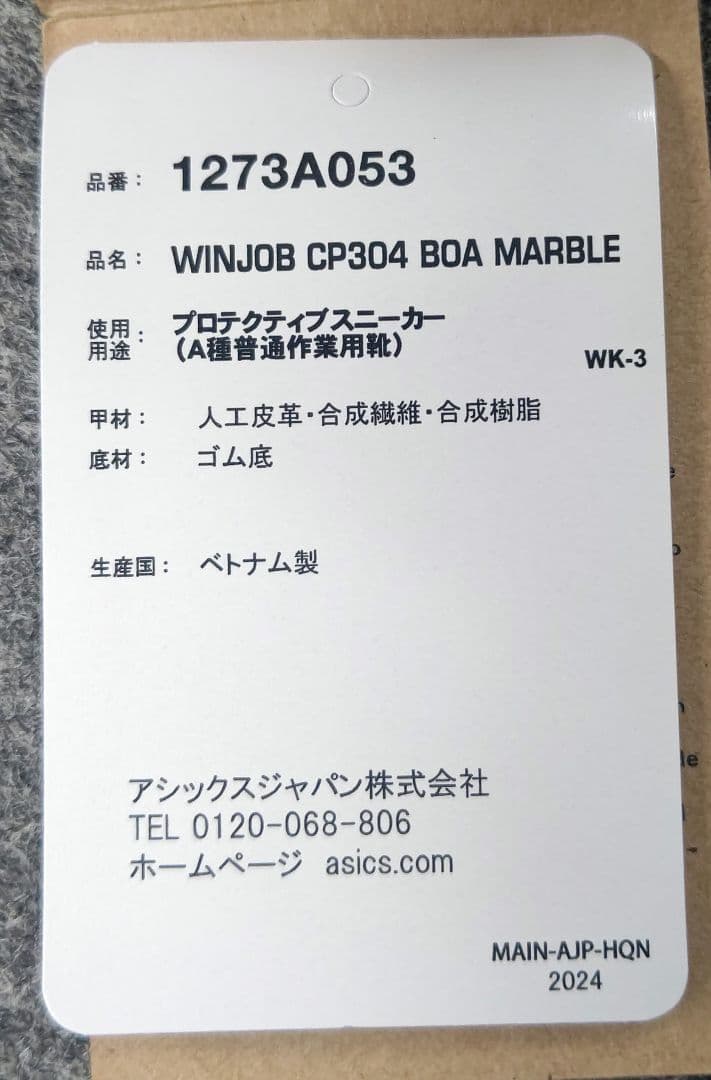 品番： 1273A053
品名： WINJOB CP304 BOA MARBLE
使用用途： プロテクティブスニーカー
（A種普通作業用靴）
WK-3
甲材： 人工皮革・合成繊維・合成樹脂
底材： ゴム底
生産国： ベトナム製
アシックスジャパン株式会社
TEL 0120-068-806
ホームページ asics.com
MAIN-AJP-HQN
2024